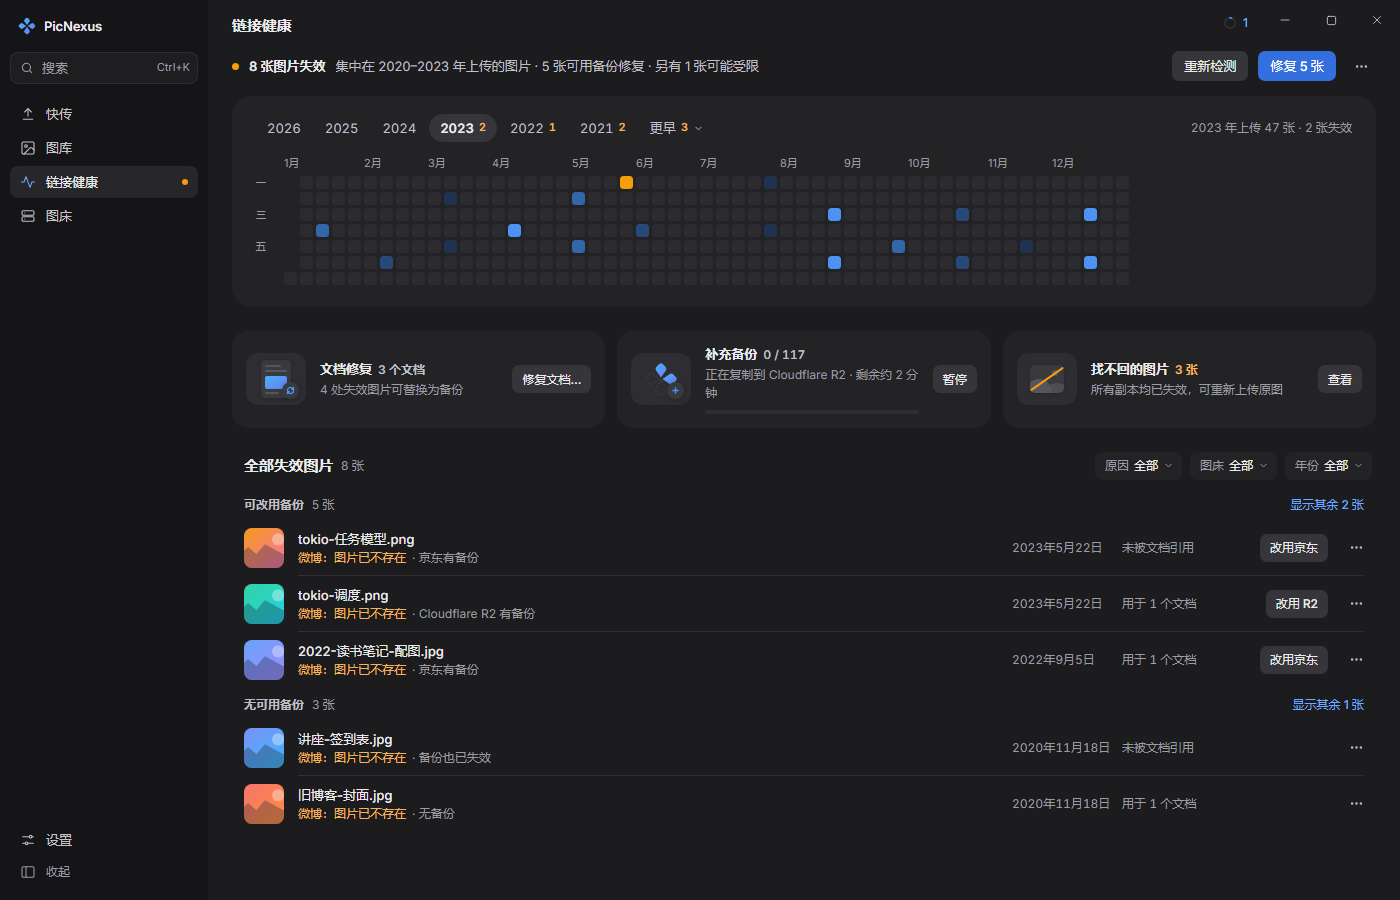 PicNexus
搜索 Ctrl+K
快传
图库
链接健康
图床
设置
收起
链接健康
1
8 张图片失效 集中在 2020–2023 年上传的图片 · 5 张可用备份修复 · 另有 1 张可能受限
重新检测
修复 5 张
2026 2025 2024 2023 2 2022 1 2021 2 更早 3
2023 年上传 47 张 · 2 张失效
1月 2月 3月 4月 5月 6月 7月 8月 9月 10月 11月 12月
一
三
五
文档修复 3 个文档
4 处失效图片可替换为备份
修复文档...
补充备份 0 / 117
正在复制到 Cloudflare R2 · 剩余约 2 分
钟
暂停
找不回的图片 3 张
所有副本均已失效，可重新上传原图
查看
全部失效图片 8 张
原因 全部
图床 全部
年份 全部
可改用备份 5 张
显示其余 2 张
tokio-任务模型.png
微博：图片已不存在 · 京东有备份
2023年5月22日 未被文档引用
改用京东
tokio-调度.png
微博：图片已不存在 · Cloudflare R2 有备份
2023年5月22日 用于 1 个文档
改用 R2
2022-读书笔记-配图.jpg
微博：图片已不存在 · 京东有备份
2022年9月5日 用于 1 个文档
改用京东
无可用备份 3 张
显示其余 1 张
讲座-签到表.jpg
微博：图片已不存在 · 备份也已失效
2020年11月18日 未被文档引用
旧博客-封面.jpg
微博：图片已不存在 · 无备份
2020年11月18日 用于 1 个文档